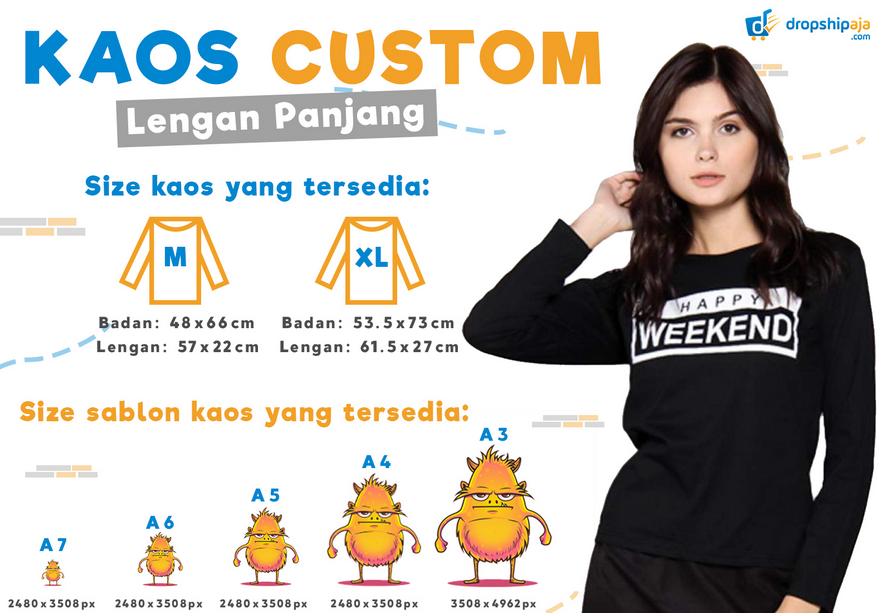 dropshipaja
.com
KAOS CUSTOM
Lengan Panjang
Size kaos yang tersedia:
M
XL
Badan: 48x66cm
Lengan: 57x22cm
Badan: 53.5x73cm
Lengan: 61.5x27cm
HAPPY
WEEKEND
Size sablon kaos yang tersedia:
A7
A6
A5
A4
A3
2480x3508px
2480x3508px
2480x3508px
2480x3508px
3508x4962px